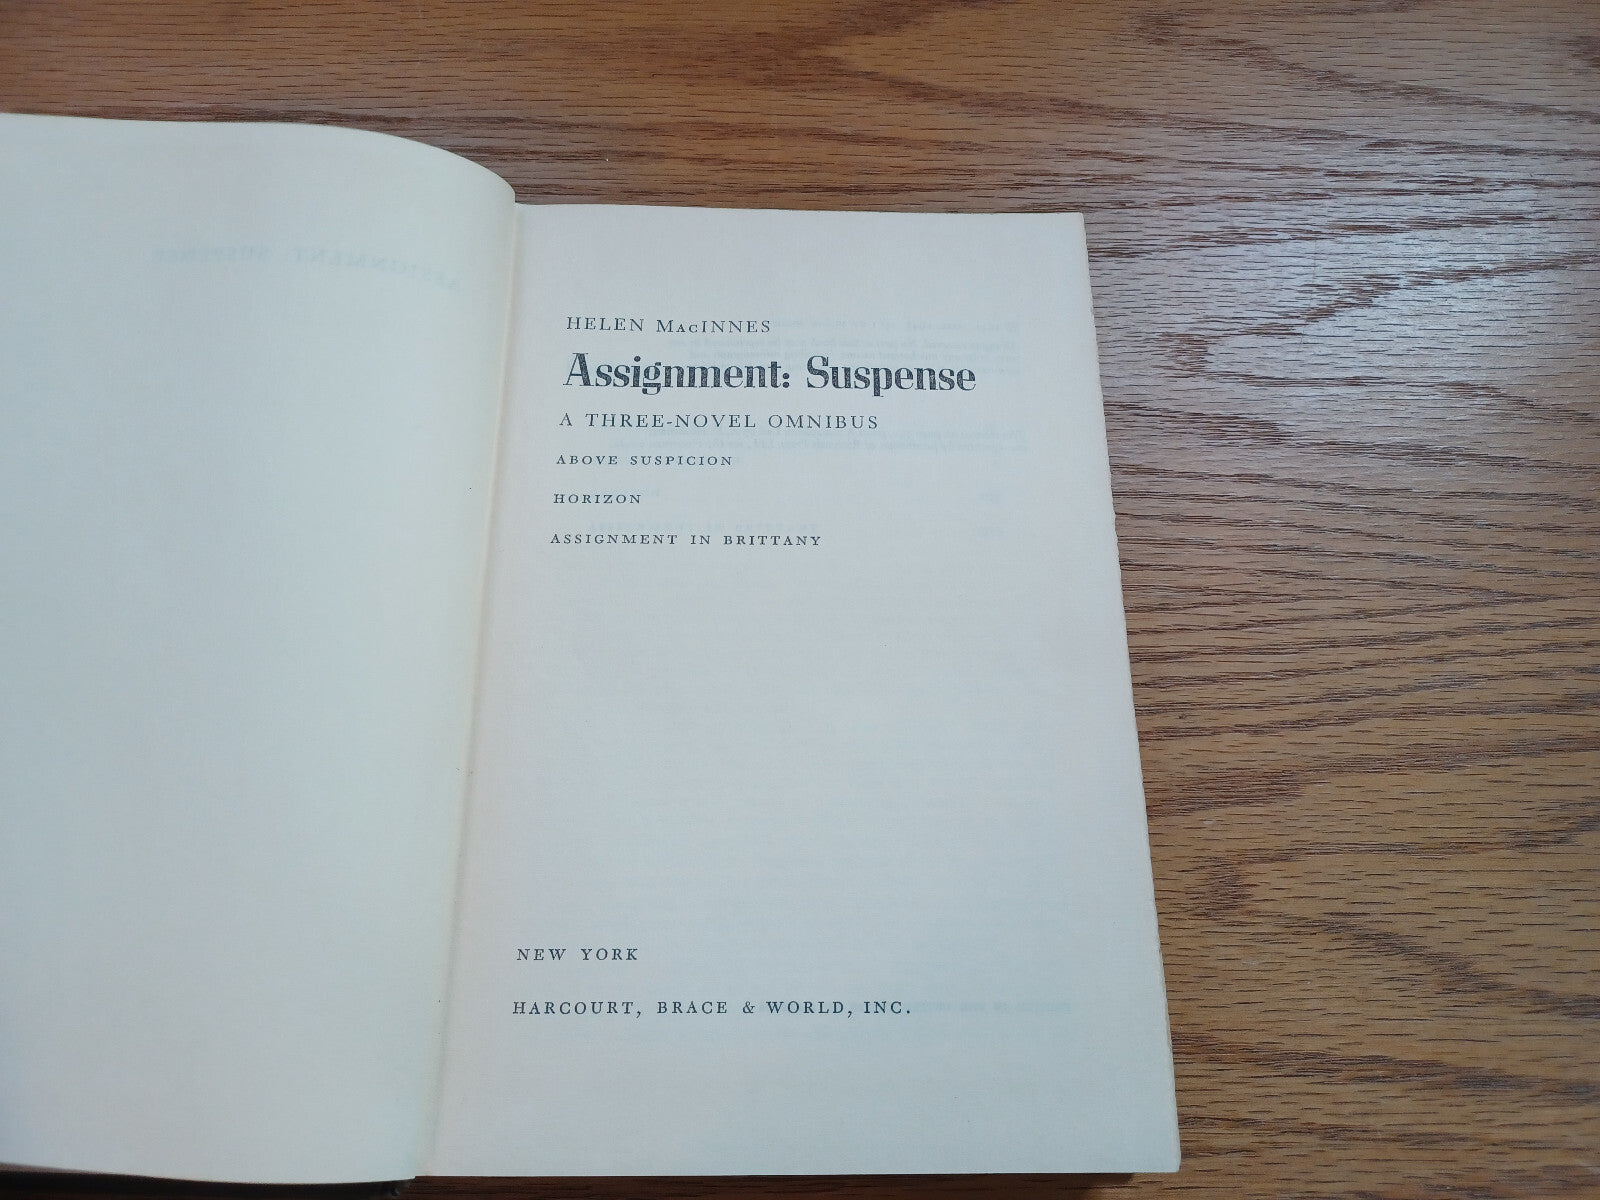 HELEN MacINNES
Assignment: Suspense
A THREE-NOVEL OMNIBUS
ABOVE SUSPICION
HORIZON
ASSIGNMENT IN BRITTANY
NEW YORK
HARCOURT, BRACE & WORLD, INC.